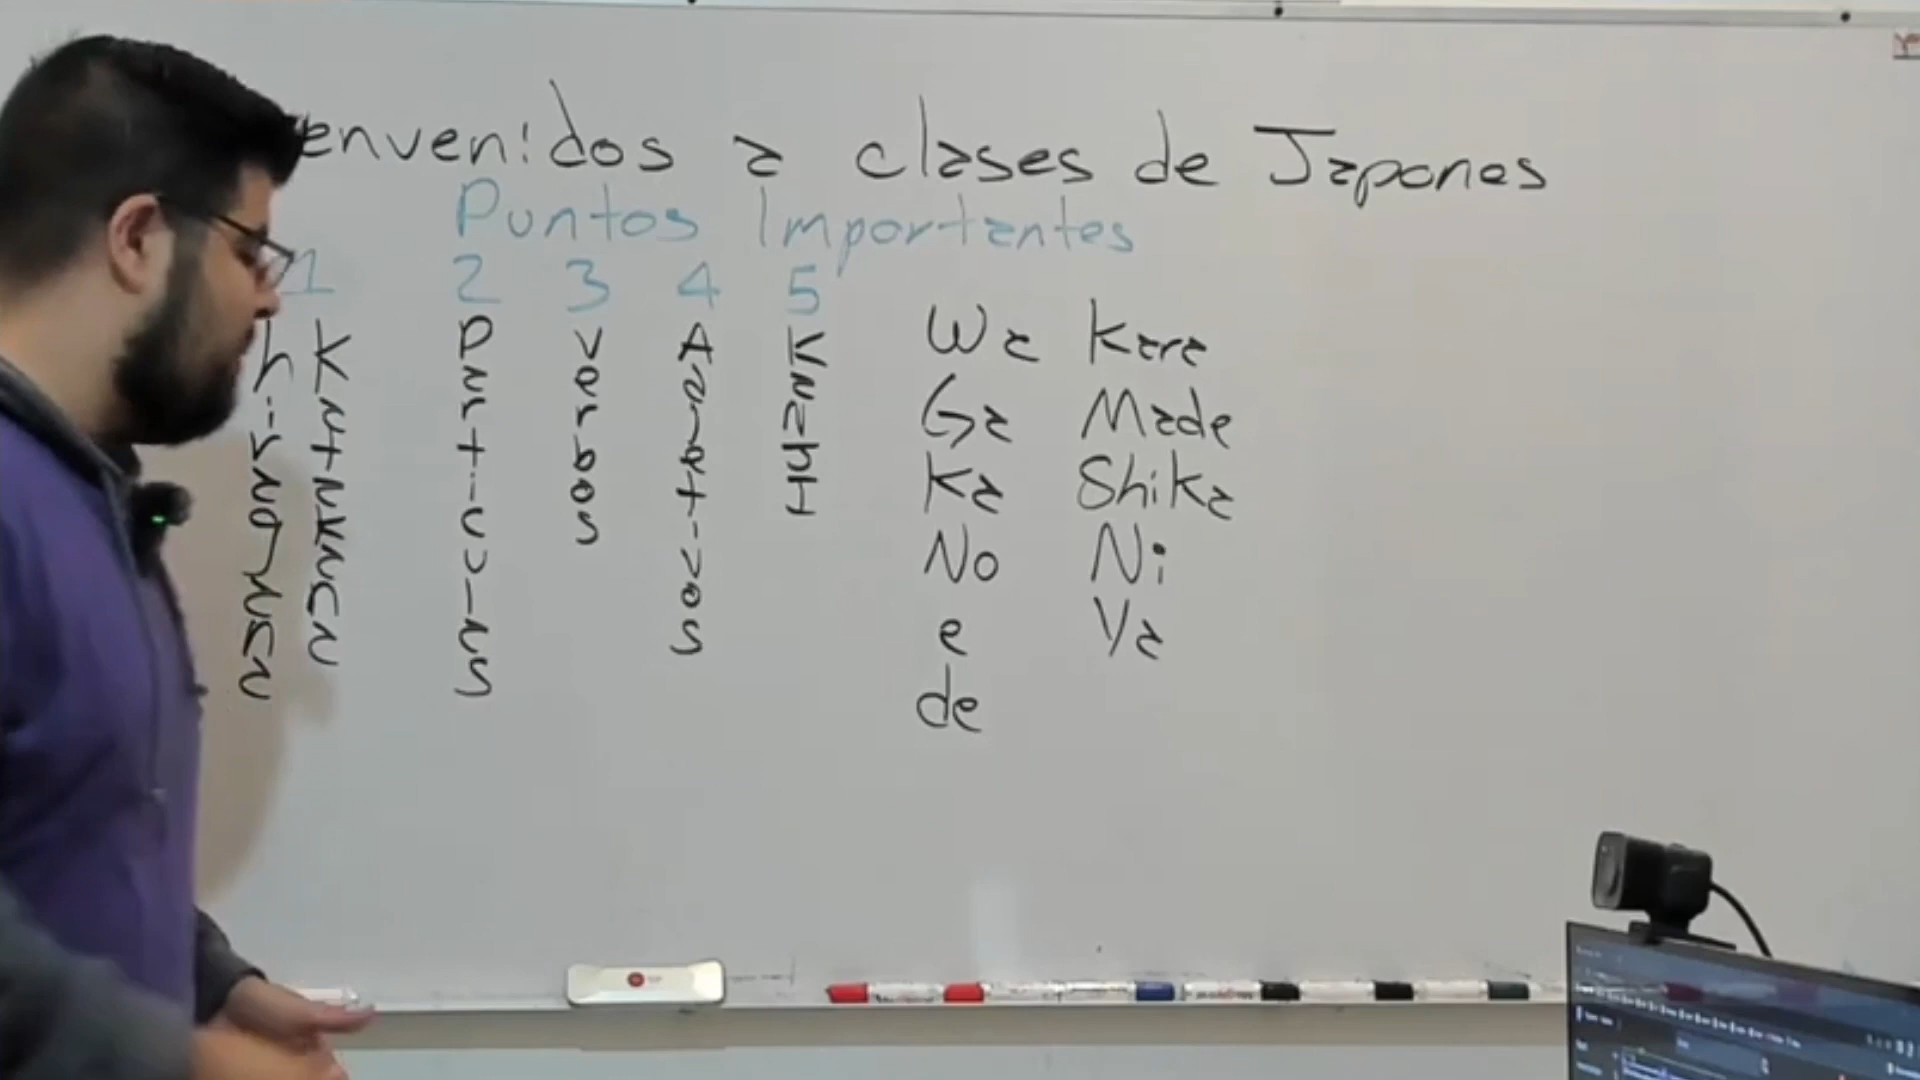 envenidos a clases de Japones
Puntos Importantes
1 2 3 4 5
hiragana
Katakana
Particulas
verbos
Adjetivos
Kanji
Wa Kara
Ga Made
Ka Shika
No Ni
e Ya
de